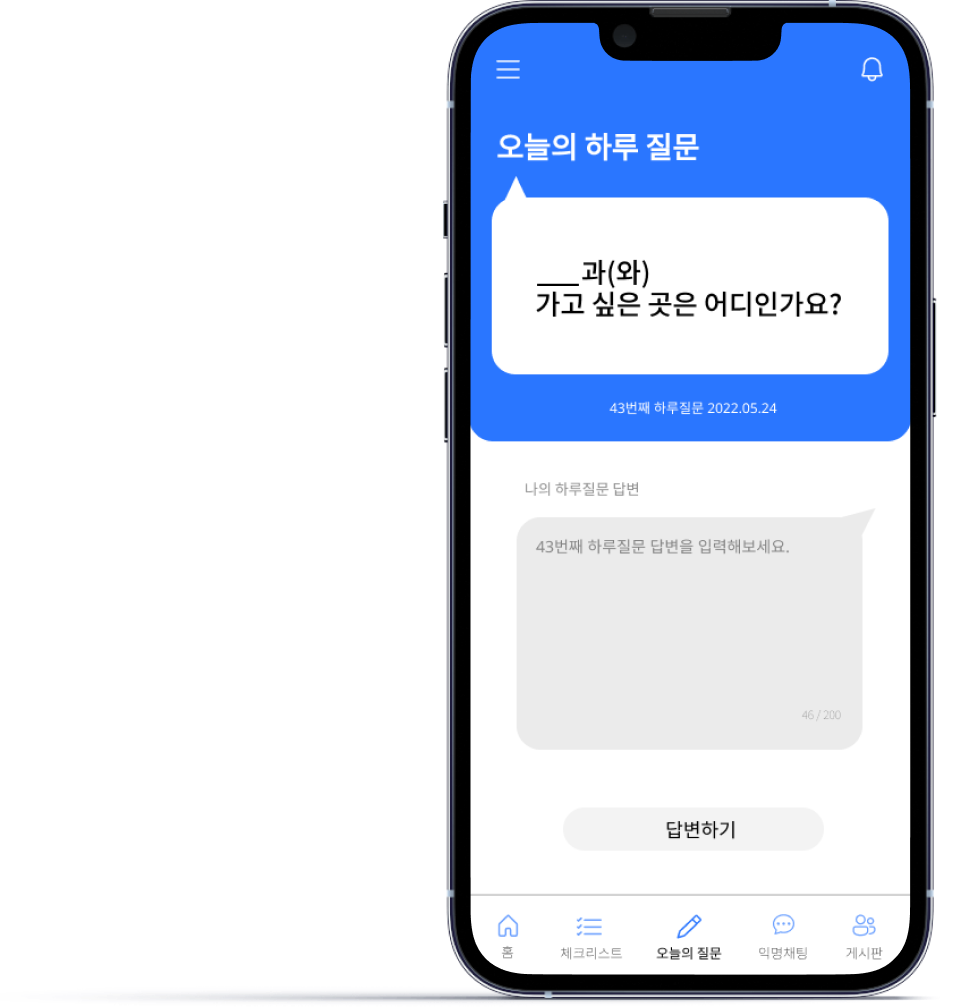 오늘의 하루 질문
___과(와)
가고 싶은 곳은 어디인가요?
43번째 하루질문 2022.05.24
나의 하루질문 답변
43번째 하루질문 답변을 입력해보세요.
46 / 200
답변하기
홈 체크리스트 오늘의 질문 익명채팅 게시판